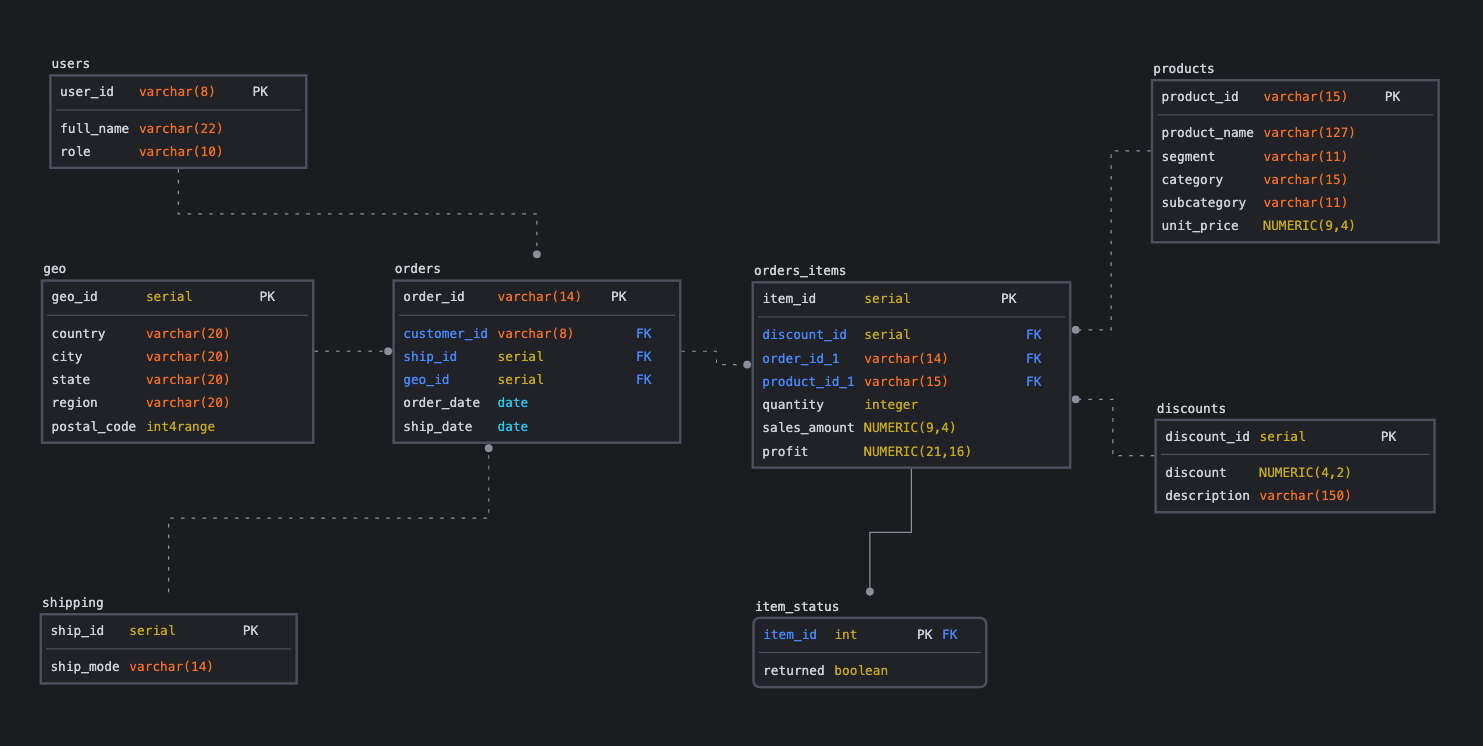 users
user_id varchar(8) PK
full_name varchar(22)
role varchar(10)
products
product_id varchar(15) PK
product_name varchar(127)
segment varchar(11)
category varchar(15)
subcategory varchar(11)
unit_price NUMERIC(9,4)
geo
geo_id serial PK
country varchar(20)
city varchar(20)
state varchar(20)
region varchar(20)
postal_code int4range
orders
order_id varchar(14) PK
customer_id varchar(8) FK
ship_id serial FK
geo_id serial FK
order_date date
ship_date date
orders_items
item_id serial PK
discount_id serial FK
order_id_1 varchar(14) FK
product_id_1 varchar(15) FK
quantity integer
sales_amount NUMERIC(9,4)
profit NUMERIC(21,16)
discounts
discount_id serial PK
discount NUMERIC(4,2)
description varchar(150)
shipping
ship_id serial PK
ship_mode varchar(14)
item_status
item_id int PK FK
returned boolean